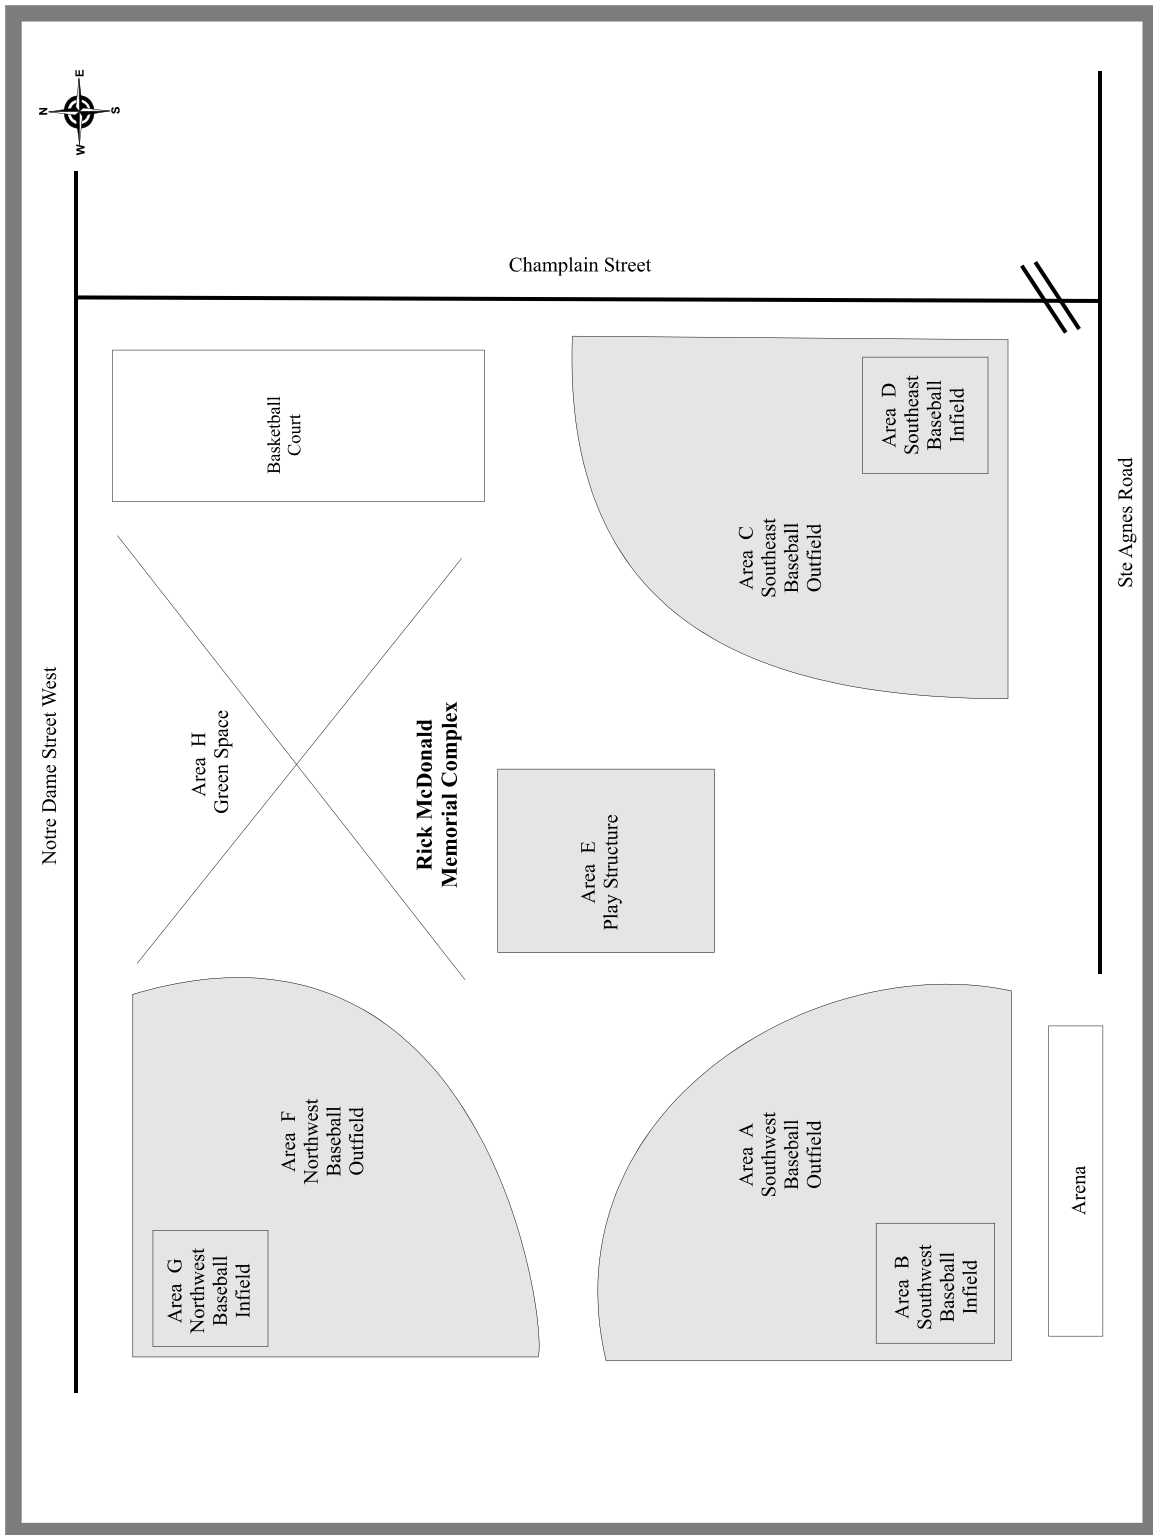 N
E
S
W
Champlain Street
Notre Dame Street West
Ste Agnes Road
Basketball
Court
Area D
Southeast
Baseball
Infield
Area C
Southeast
Baseball
Outfield
Area H
Green Space
Rick McDonald
Memorial Complex
Area E
Play Structure
Area F
Northwest
Baseball
Outfield
Area G
Northwest
Baseball
Infield
Area A
Southwest
Baseball
Outfield
Area B
Southwest
Baseball
Infield
Arena